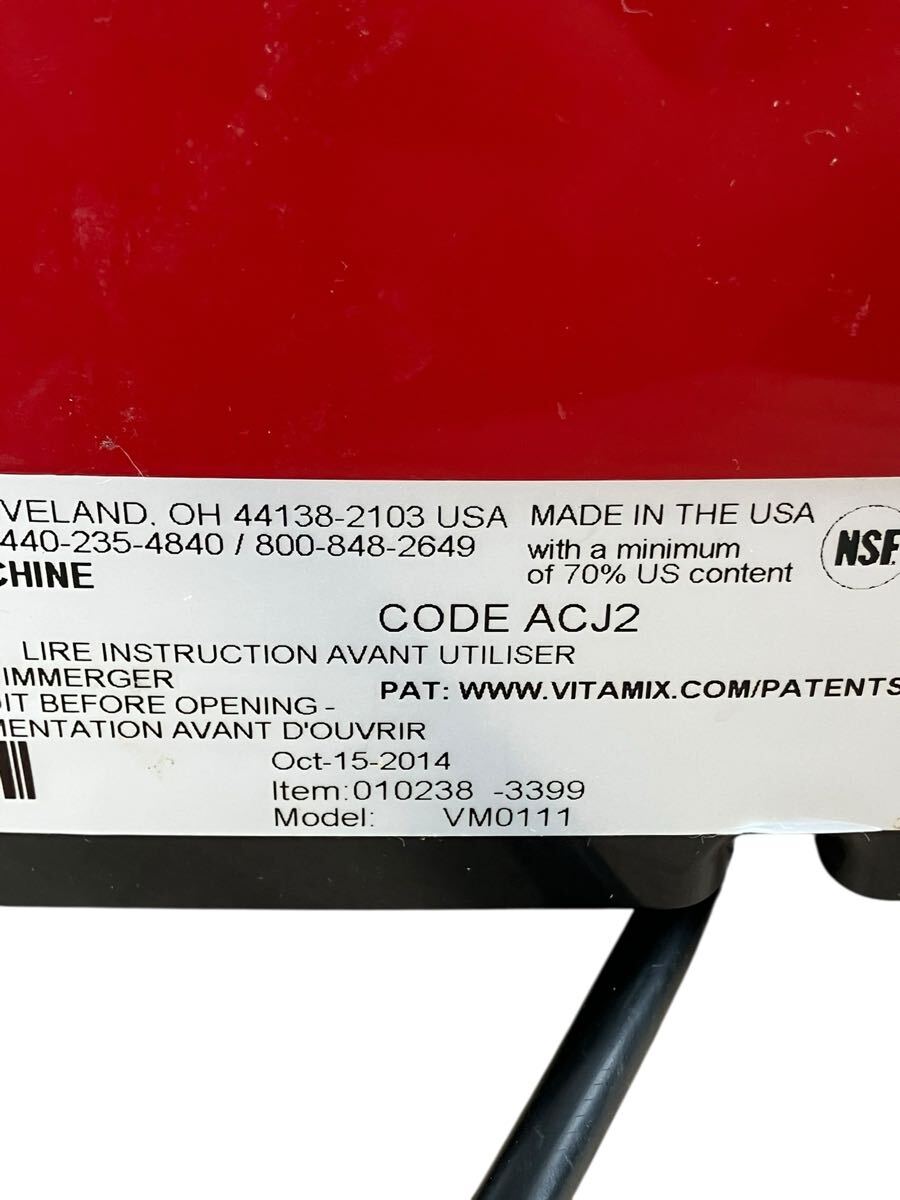 VELAND, OH 44138-2103 USA
440-235-4840 / 800-848-2649
CHINE
MADE IN THE USA
with a minimum
of 70% US content
NSF
CODE ACJ2
LIRE INSTRUCTION AVANT UTILISER
IMMERGER
PAT: WWW.VITAMIX.COM/PATENTS
IT BEFORE OPENING -
MENTATION AVANT D'OUVRIR
Oct-15-2014
Item:010238 -3399
Model: VM0111